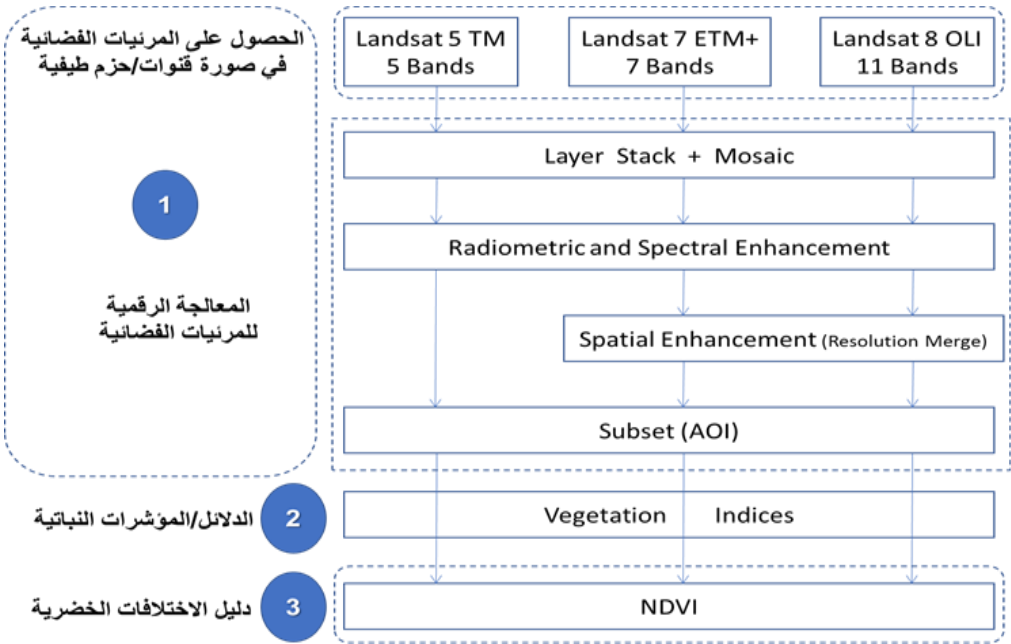 الحصول على المرئيات الفضائية
في صورة قنوات/حزم طيفية
1
المعالجة الرقمية
للمرئيات الفضائية
Landsat 5 TM
5 Bands
Landsat 7 ETM+
7 Bands
Landsat 8 OLI
11 Bands
Layer Stack + Mosaic
Radiometric and Spectral Enhancement
Spatial Enhancement (Resolution Merge)
Subset (AOI)
2
الدلائل/المؤشرات النباتية
Vegetation Indices
3
دليل الاختلافات الخضرية
NDVI